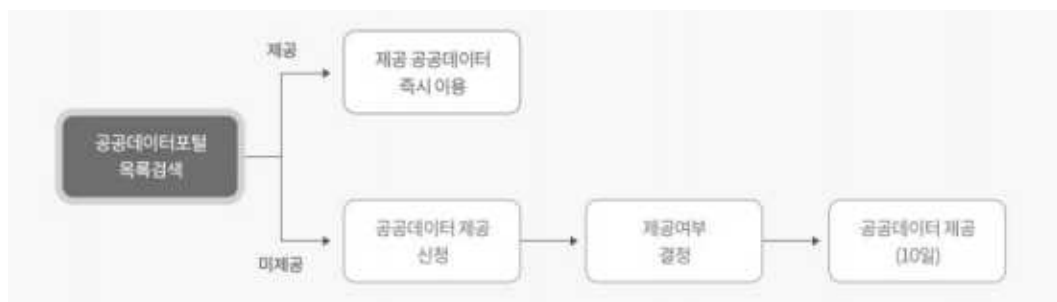 제공
제공 공공데이터
즉시 이용
공공데이터포털
목록검색
미제공
공공데이터 제공
신청
제공여부
결정
공공데이터 제공
(10일)